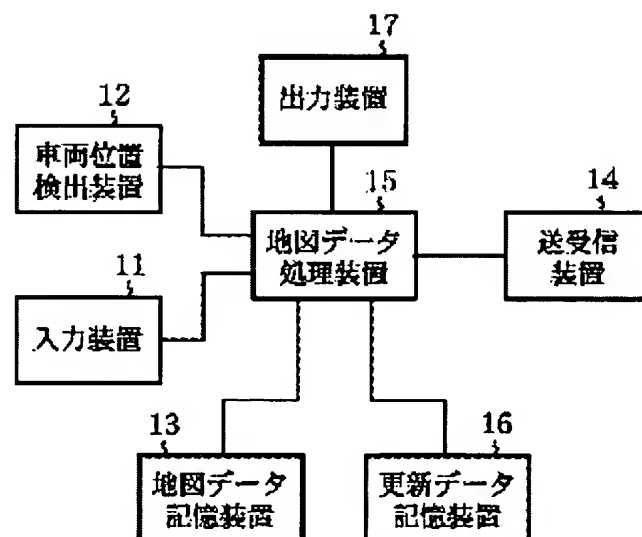 17
出力装置
12
車両位置
検出装置
15
地図データ
処理装置
14
送受信
装置
11
入力装置
13
地図データ
記憶装置
16
更新データ
記憶装置